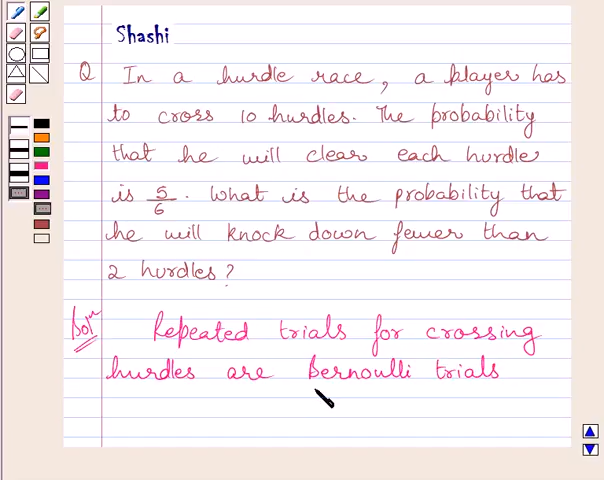 Shashi
Q In a hurdle race, a player has
to cross 10 hurdles. The probability
that he will clear each hurdle
is 5/6. What is the probability that
he will knock down fewer than
2 hurdles?
Solⁿ Repeated trials for crossing
hurdles are Bernoulli trials